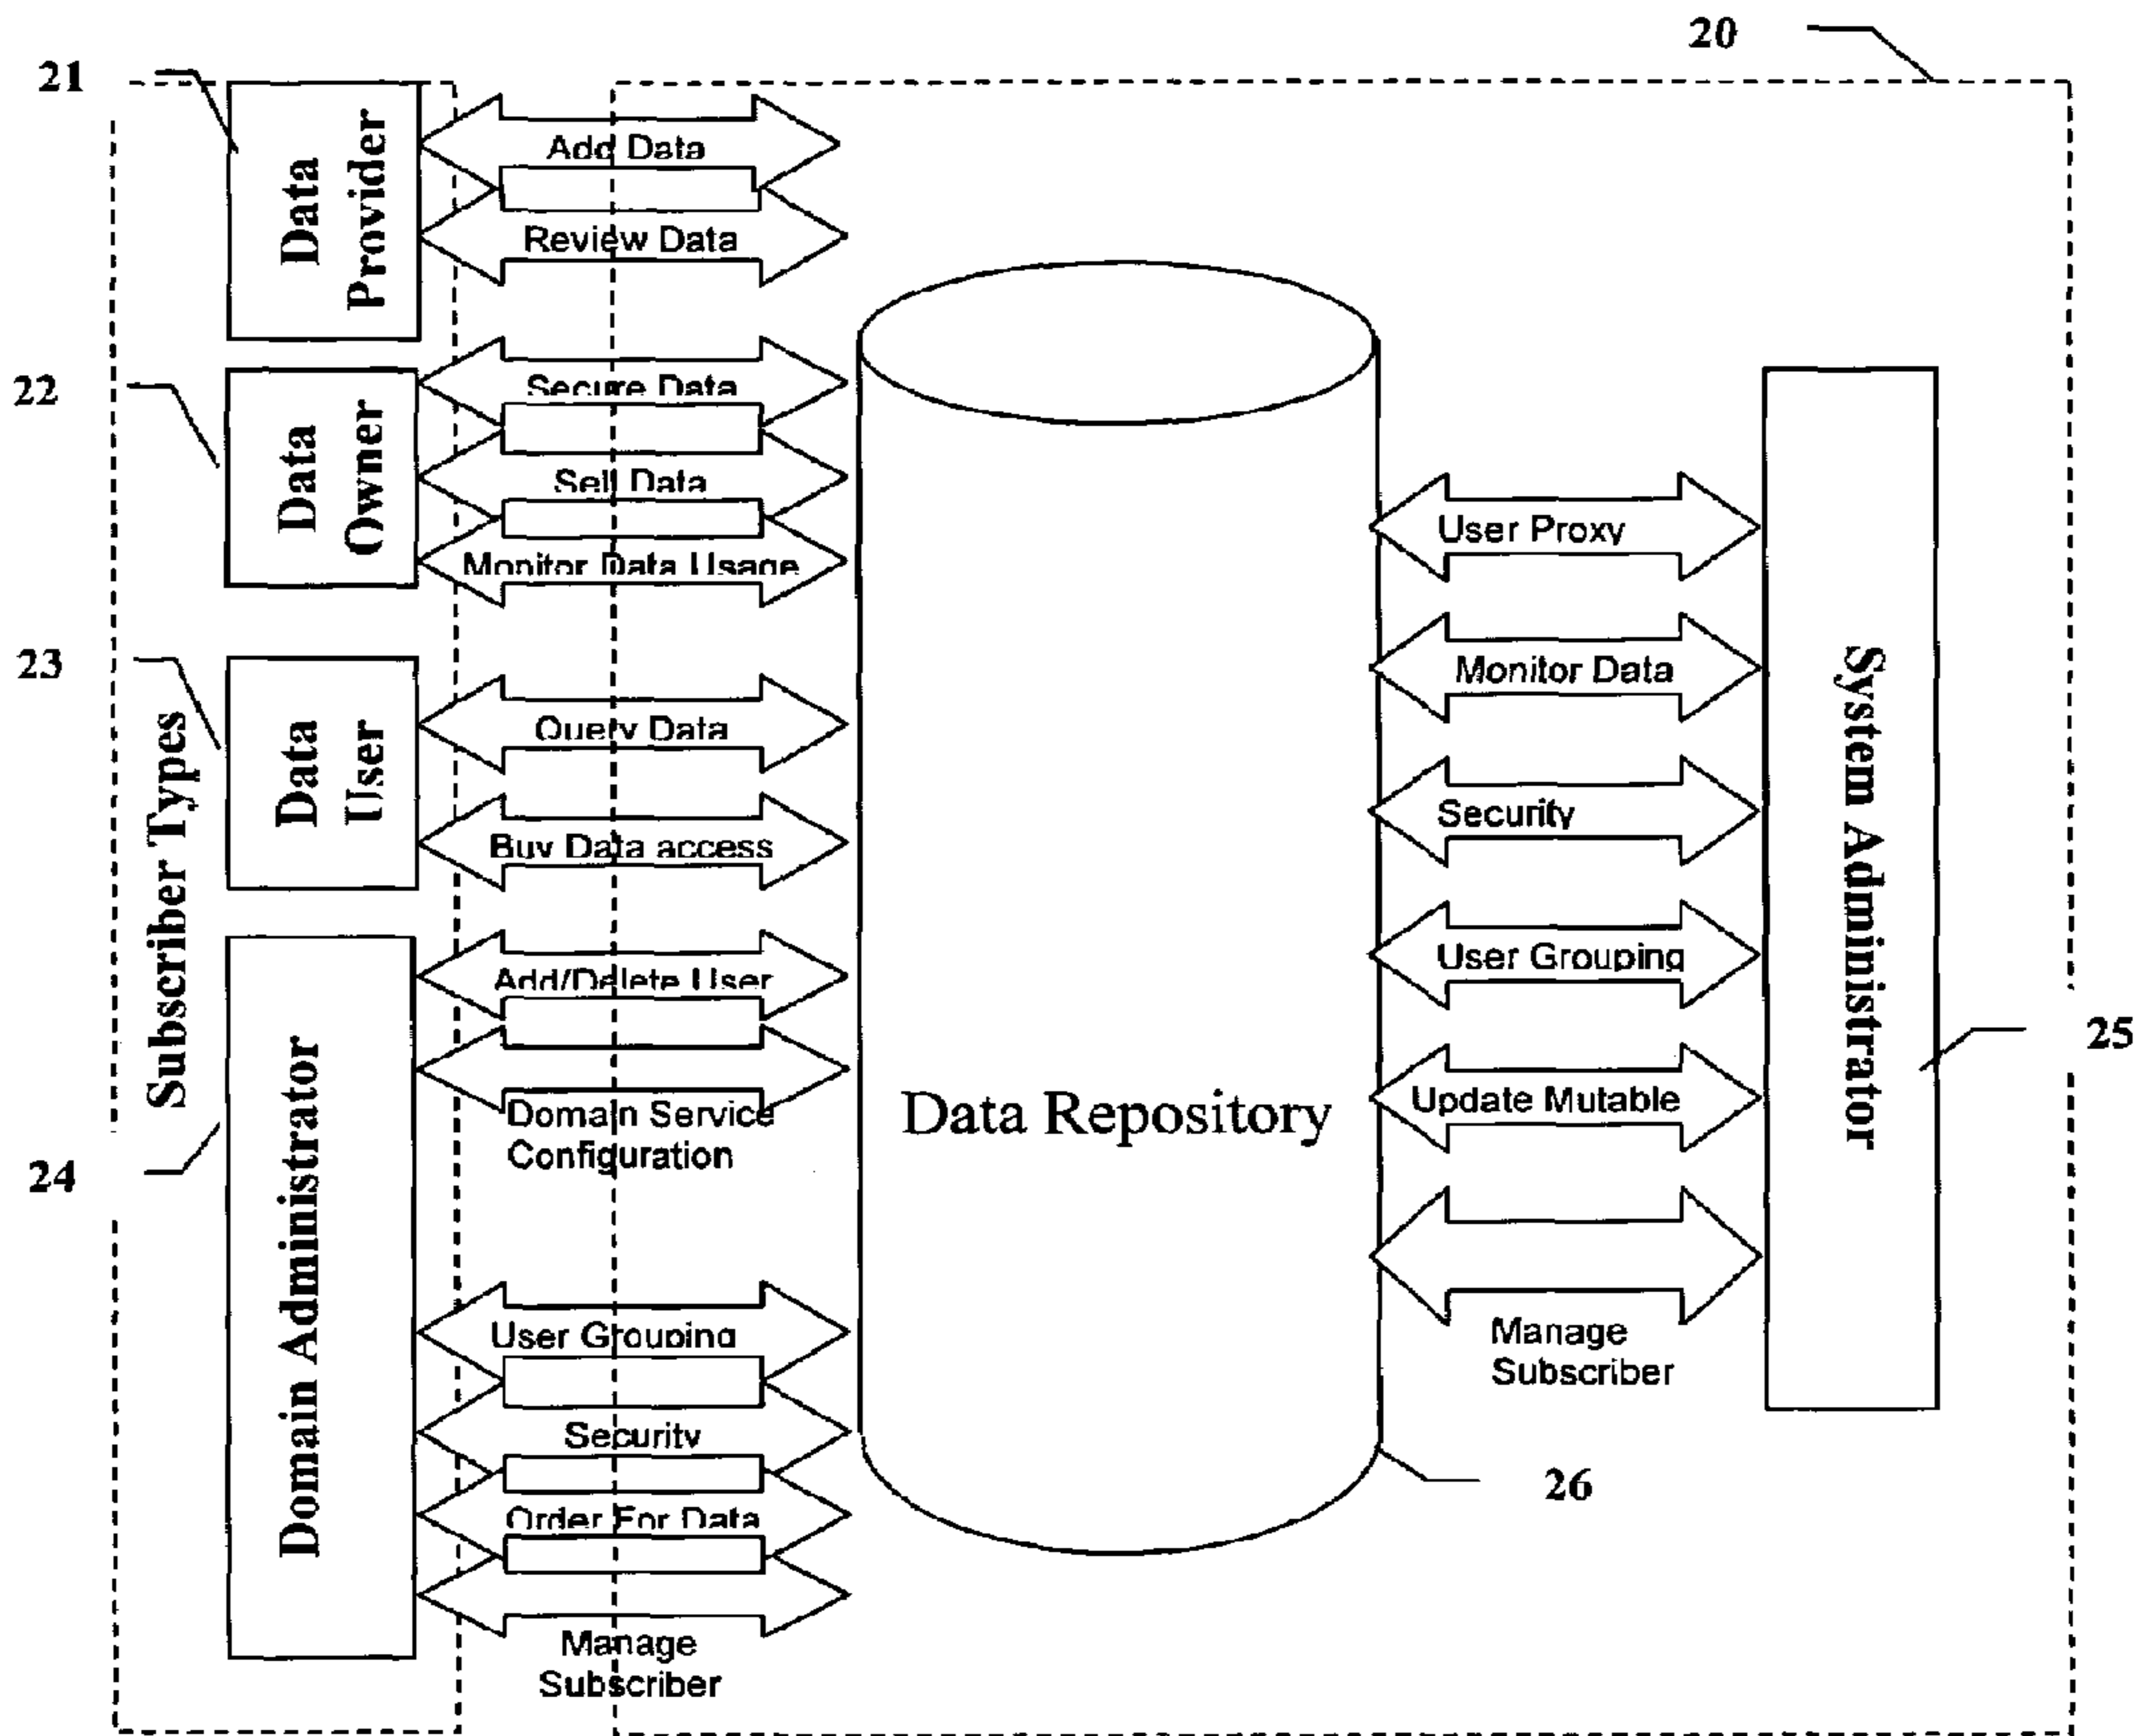 20
21
Data
Provider
Add Data
Review Data
22
Data
Owner
Secure Data
Sell Data
Monitor Data Usage
23
Data
User
Query Data
Buy Data access
Subscriber Types
24
Domain Administrator
Add/Delete User
Domain Service
Configuration
User Grouping
Security
Order For Data
Manage
Subscriber
Data Repository
26
User Proxy
Monitor Data
Security
User Grouping
Update Mutable
Manage
Subscriber
System Administrator
25